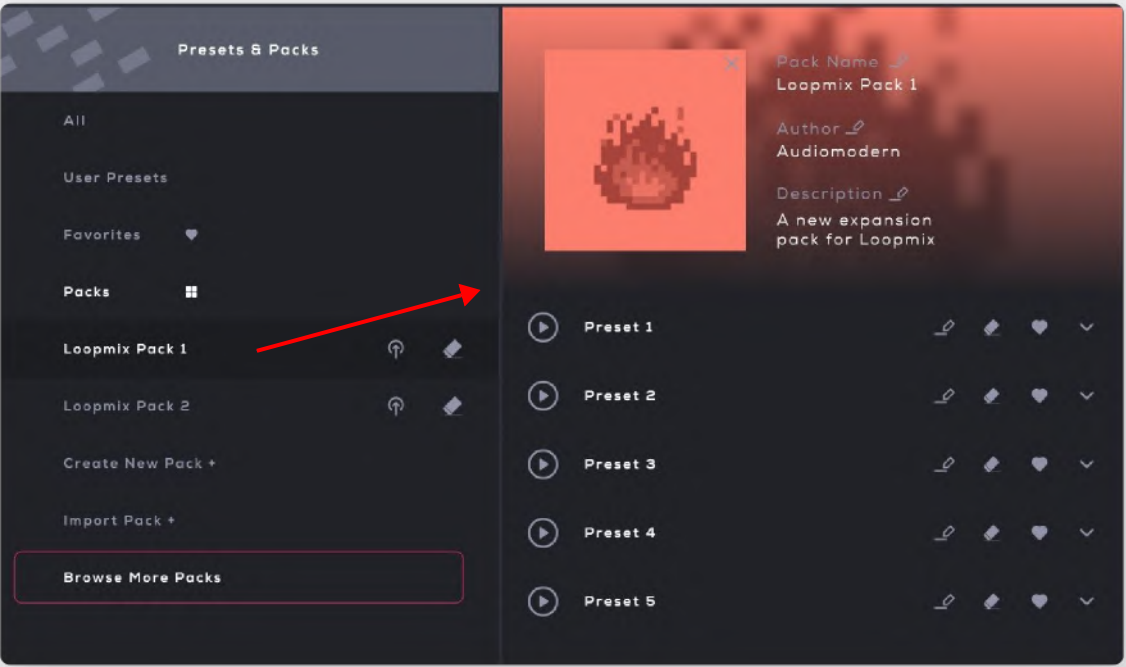 Presets & Packs
All
User Presets
Favorites
Packs
Loopmix Pack 1
Loopmix Pack 2
Create New Pack +
Import Pack +
Browse More Packs
Pack Name
Loopmix Pack 1
Author
Audiomodern
Description
A new expansion
pack for Loopmix
Preset 1
Preset 2
Preset 3
Preset 4
Preset 5